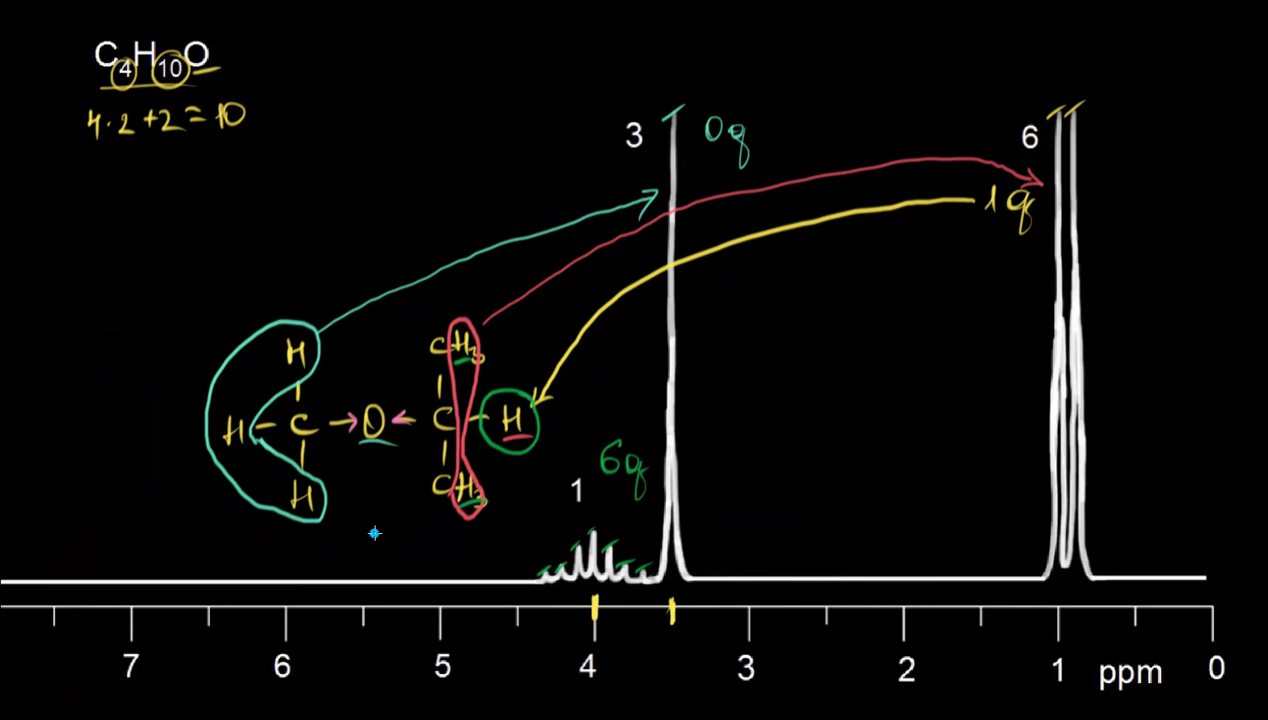 C4H10O
4·2+2=10
3
0q
6
1q
H
CH3
H–C→O←C–H
H
CH3
1
6q
7 6 5 4 3 2 1 ppm 0